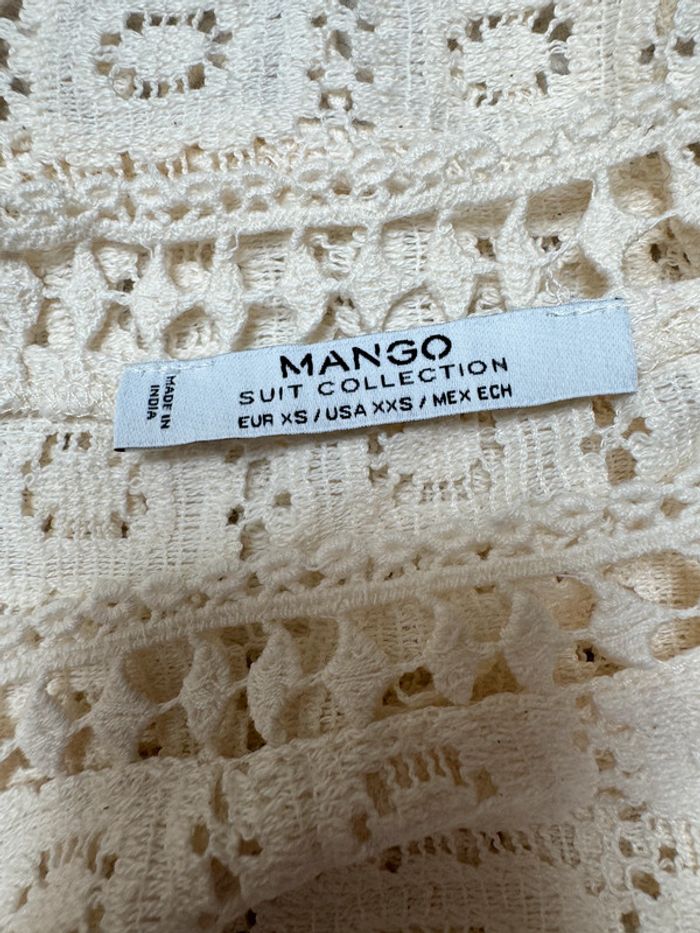 MANGO
SUIT COLLECTION
EUR XS / USA XXS / MEX ECH
MADE IN
INDIA